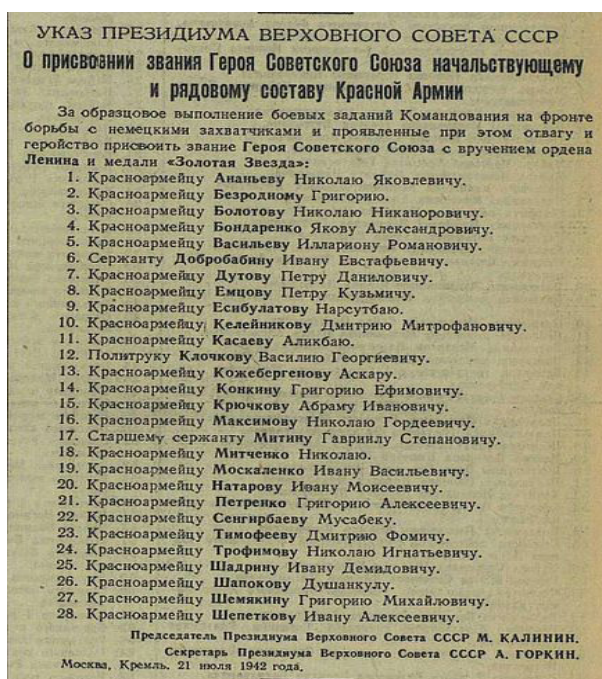 УКАЗ ПРЕЗИДИУМА ВЕРХОВНОГО СОВЕТА СССР
О присвоении звания Героя Советского Союза начальствующему
и рядовому составу Красной Армии
За образцовое выполнение боевых заданий Командования на фронте
борьбы с немецкими захватчиками и проявленные при этом отвагу и
геройство присвоить звание Героя Советского Союза с вручением ордена
Ленина и медали «Золотая Звезда»:
1. Красноармейцу Ананьеву Николаю Яковлевичу.
2. Красноармейцу Безродному Григорию.
3. Красноармейцу Болотову Николаю Никаноровичу.
4. Красноармейцу Бондаренко Якову Александровичу.
5. Красноармейцу Васильеву Иллариону Романовичу.
6. Сержанту Добробабину Ивану Евстафьевичу.
7. Красноармейцу Дутову Петру Даниловичу.
8. Красноармейцу Емцову Петру Кузьмичу.
9. Красноармейцу Есибулатову Нарсутбаю.
10. Красноармейцу Келейникову Дмитрию Митрофановичу.
11. Красноармейцу Касаеву Аликбаю.
12. Политруку Клочкову Василию Георгиевичу.
13. Красноармейцу Кожебергенову Аскару.
14. Красноармейцу Конкину Григорию Ефимовичу.
15. Красноармейцу Крючкову Абраму Ивановичу.
16. Красноармейцу Максимову Николаю Гордеевичу.
17. Старшему сержанту Митину Гавриилу Степановичу.
18. Красноармейцу Митченко Николаю.
19. Красноармейцу Москаленко Ивану Васильевичу.
20. Красноармейцу Натарову Ивану Моисеевичу.
21. Красноармейцу Петренко Григорию Алексеевичу.
22. Красноармейцу Сенгирбаеву Мусабеку.
23. Красноармейцу Тимофееву Дмитрию Фомичу.
24. Красноармейцу Трофимову Николаю Игнатьевичу.
25. Красноармейцу Шадрину Ивану Демидовичу.
26. Красноармейцу Шапокову Душанкулу.
27. Красноармейцу Шемякину Григорию Михайловичу.
28. Красноармейцу Шепеткову Ивану Алексеевичу.
Председатель Президиума Верховного Совета СССР М. КАЛИНИН.
Секретарь Президиума Верховного Совета СССР А. ГОРКИН.
Москва, Кремль. 21 июля 1942 года.